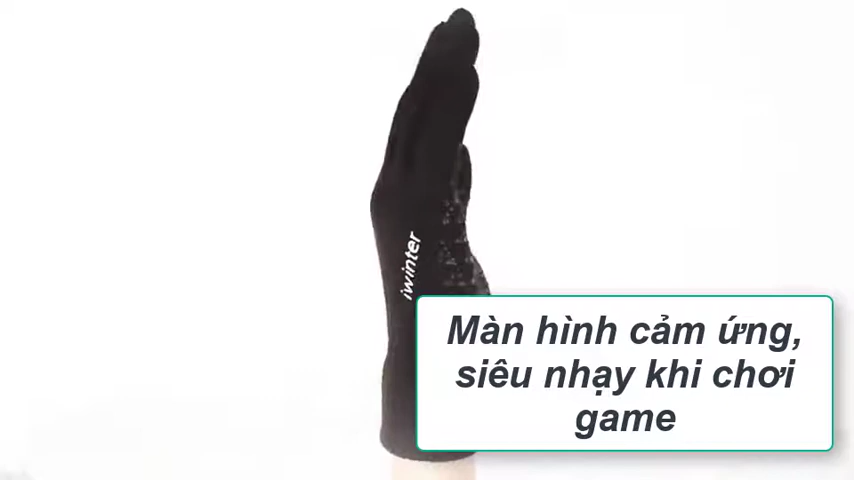 iwinter
Màn hình cảm ứng,
siêu nhạy khi chơi
game